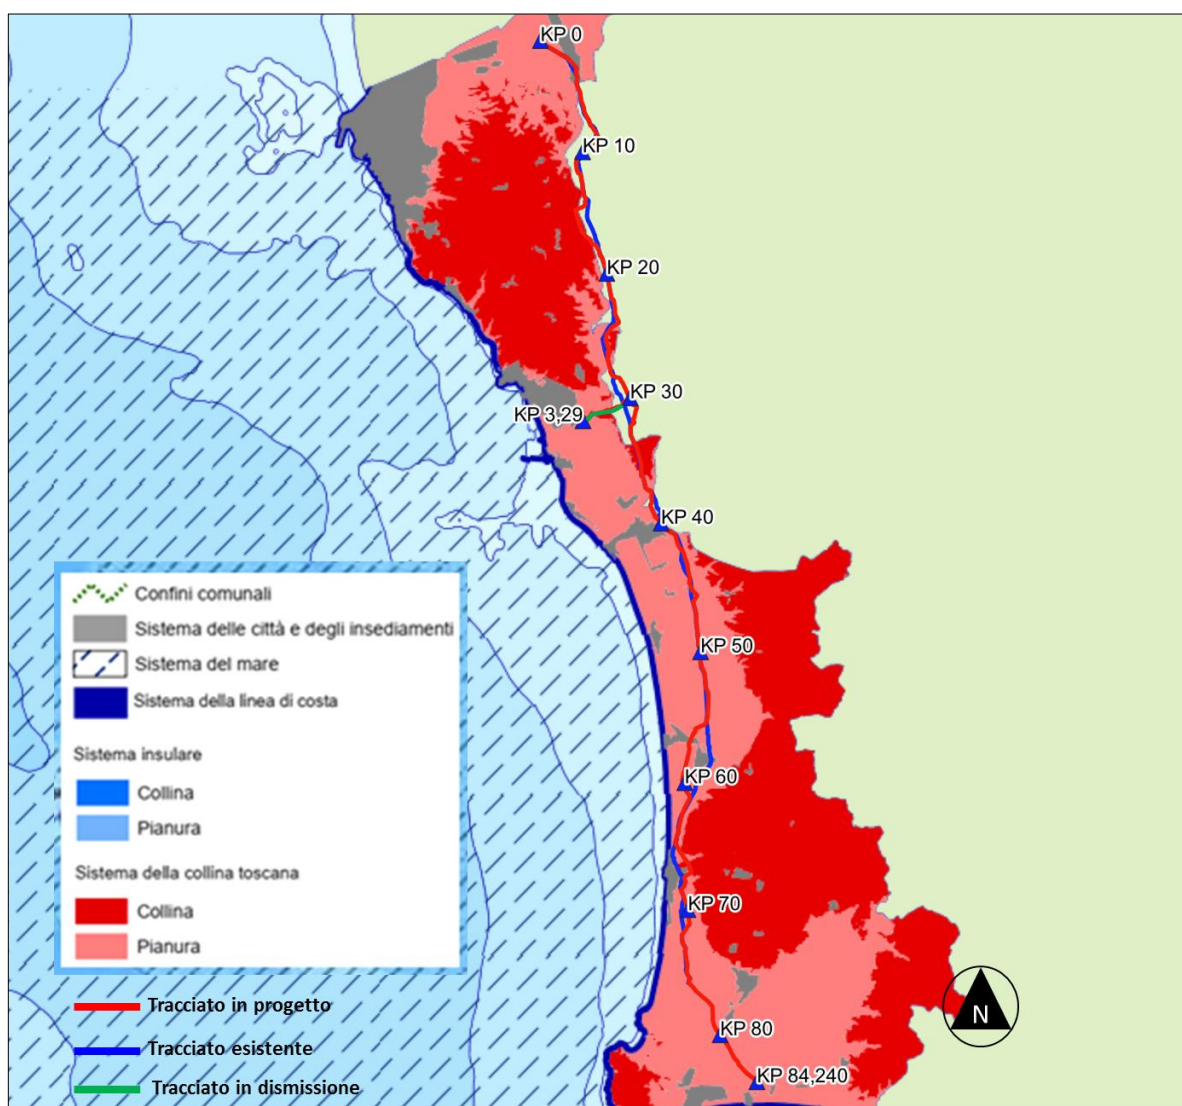 KP 0
KP 10
KP 20
KP 30
KP 3,29
KP 40
KP 50
KP 60
KP 70
KP 80
KP 84,240
Confini comunali
Sistema delle città e degli insediamenti
Sistema del mare
Sistema della linea di costa
Sistema insulare
Collina
Pianura
Sistema della collina toscana
Collina
Pianura
Tracciato in progetto
Tracciato esistente
Tracciato in dismissione
N